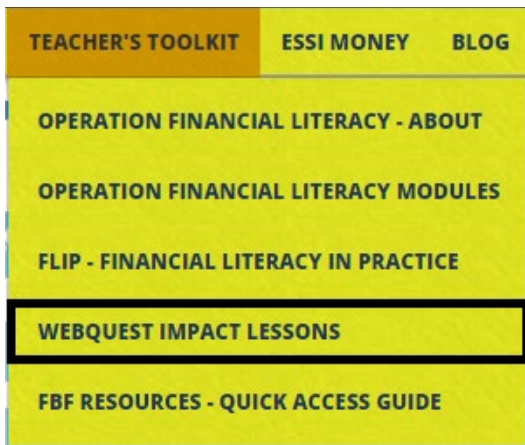 TEACHER'S TOOLKIT ESSI MONEY BLOG
OPERATION FINANCIAL LITERACY - ABOUT
OPERATION FINANCIAL LITERACY MODULES
FLIP - FINANCIAL LITERACY IN PRACTICE
WEBQUEST IMPACT LESSONS
FBF RESOURCES - QUICK ACCESS GUIDE